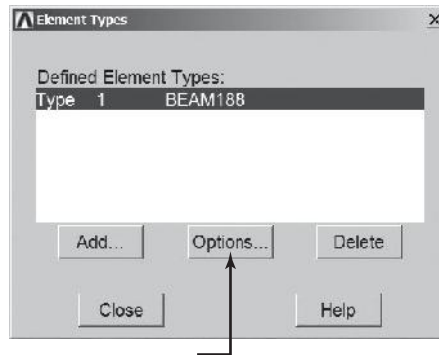 Element Types
Defined Element Types:
Type 1 BEAM188
Add... Options... Delete
Close Help